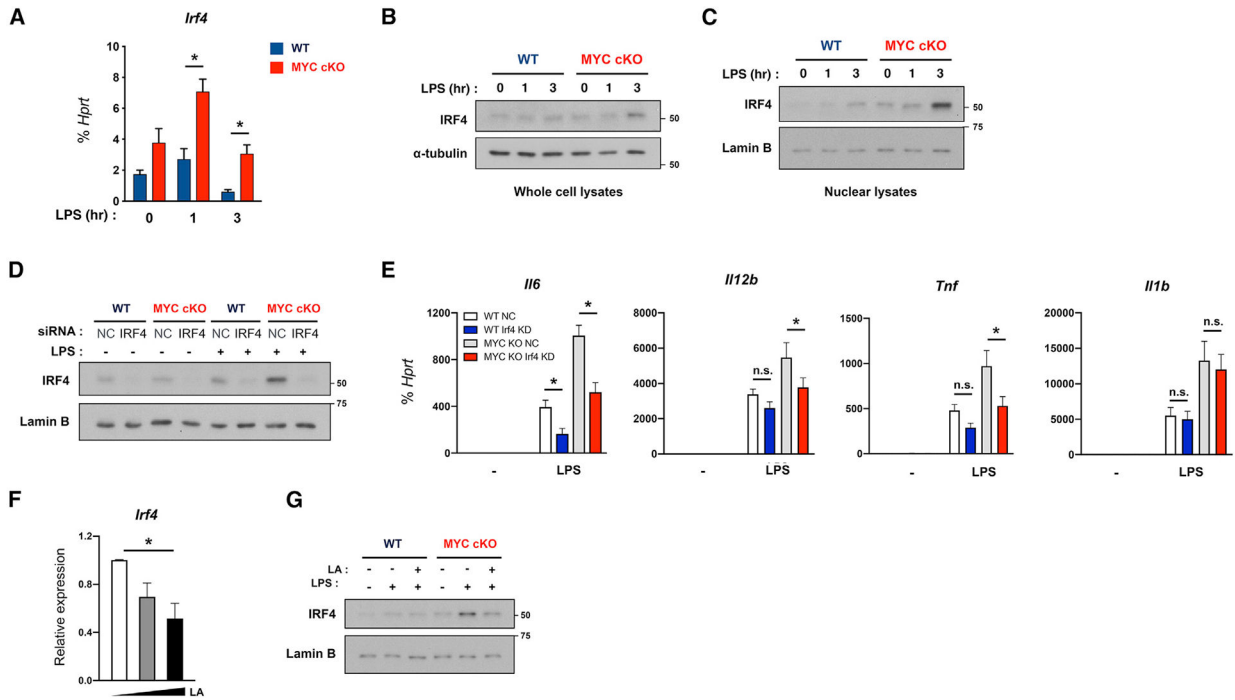 A
Irf4
% Hprt
10
8
6
4
2
0
WT
MYC cKO
*
*
LPS (hr) :
0
1
3
B
WT
MYC cKO
LPS (hr)
0
1
3
0
1
3
IRF4
50
α-tubulin
50
Whole cell lysates
C
WT
MYC cKO
LPS (hr) :
0
1
3
0
1
3
IRF4
50
75
Lamin B
Nuclear lysates
D
WT
MYC cKO
WT
MYC cKO
siRNA :
NC IRF4
NC IRF4
NC IRF4
NC IRF4
LPS :
- - - - + + + +
IRF4
50
75
Lamin B
E
Il6
% Hprt
1200
800
400
0
WT NC
WT Irf4 KD
MYC KO NC
MYC KO Irf4 KD
*
*
-
LPS
Il12b
8000
6000
4000
2000
0
n.s.
*
-
LPS
Tnf
1500
1000
500
0
n.s.
*
-
LPS
Il1b
20000
15000
10000
5000
0
n.s.
n.s.
-
LPS
F
Irf4
Relative expression
1.2
0.8
0.4
0.0
*
LA
G
WT
MYC cKO
LA :
- - + - - +
LPS :
- + + - + +
IRF4
50
75
Lamin B